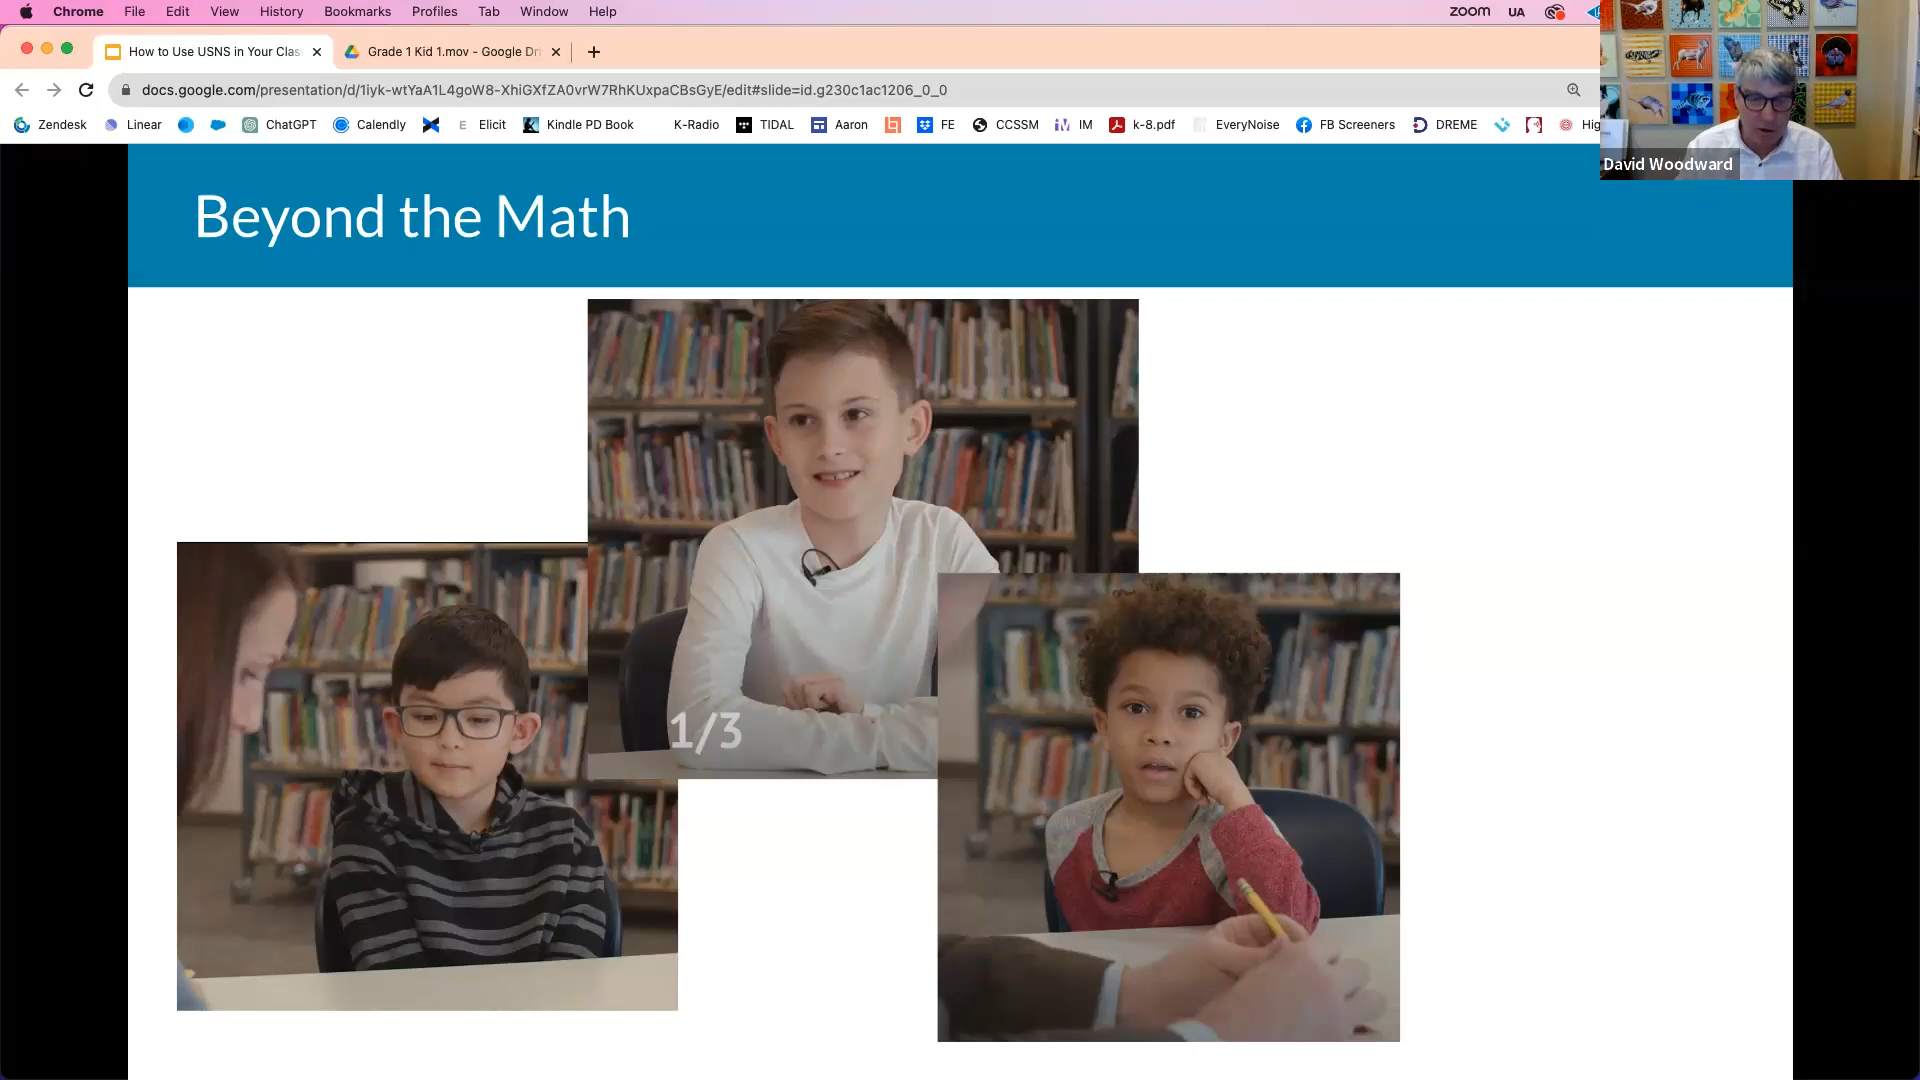 Chrome File Edit View History Bookmarks Profiles Tab Window Help zoom UA
How to Use USNS in Your Clas Grade 1 Kid 1.mov - Google Dri
docs.google.com/presentation/d/1iyk-wtYaA1L4goW8-XhiGXfZA0vrW7RhKUxpaCBsGyE/edit#slide=id.g230c1ac1206_0_0
Zendesk Linear ChatGPT Calendly E Elicit Kindle PD Book K-Radio TIDAL Aaron FE CCSSM IM k-8.pdf EveryNoise FB Screeners DREME Hig
David Woodward
Beyond the Math
1/3